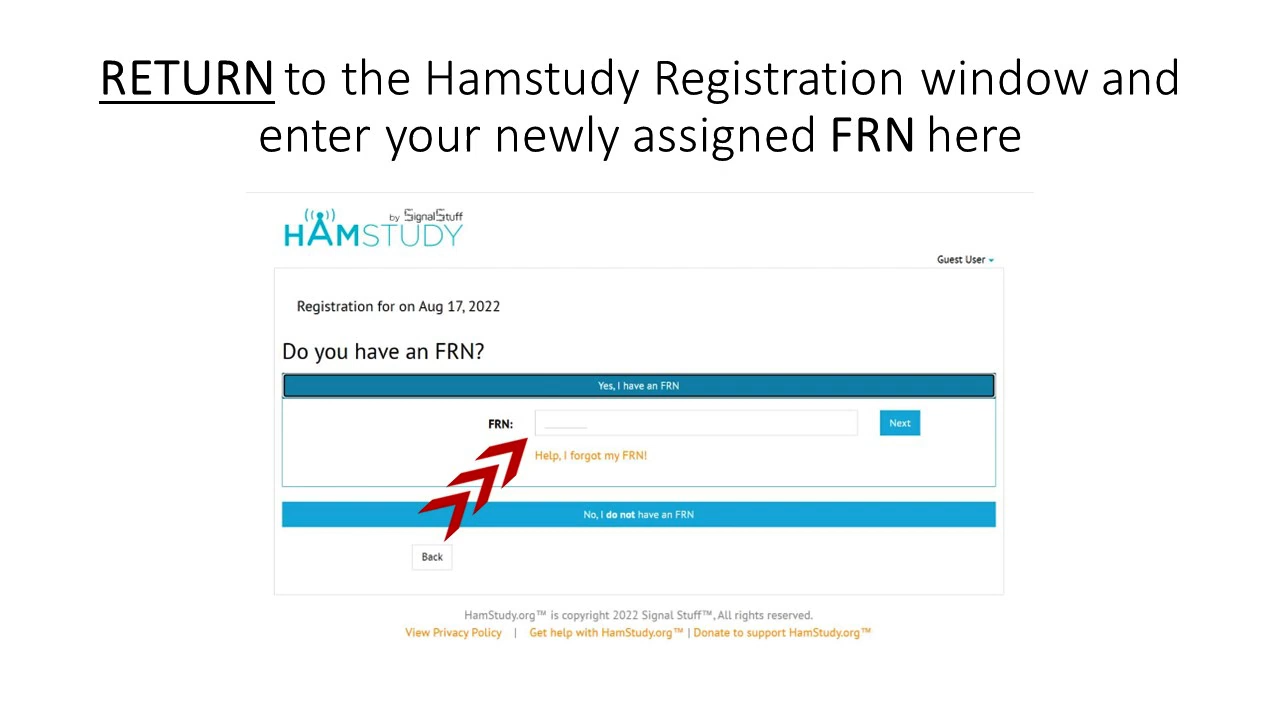 RETURN to the Hamstudy Registration window and
enter your newly assigned FRN here
by SignalStuff
HAMSTUDY
Guest User
Registration for on Aug 17, 2022
Do you have an FRN?
Yes, I have an FRN
FRN:
Next
Help, I forgot my FRN!
No, I do not have an FRN
Back
HamStudy.org™ is copyright 2022 Signal Stuff™, All rights reserved.
View Privacy Policy | Get help with HamStudy.org™ | Donate to support HamStudy.org™